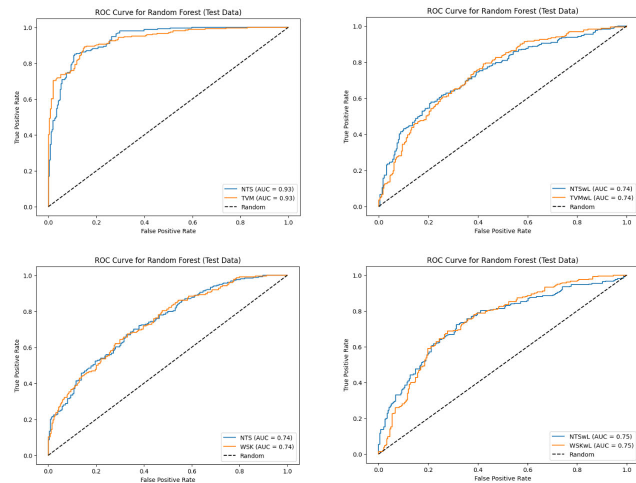 ROC Curve for Random Forest (Test Data)
1.0
0.8
0.6
0.4
0.2
0.0
True Positive Rate
NTS (AUC = 0.93)
TVM (AUC = 0.93)
Random
0.0 0.2 0.4 0.6 0.8 1.0
False Positive Rate
ROC Curve for Random Forest (Test Data)
1.0
0.8
0.6
0.4
0.2
0.0
True Positive Rate
NTSwL (AUC = 0.74)
TVMwL (AUC = 0.74)
Random
0.0 0.2 0.4 0.6 0.8 1.0
False Positive Rate
ROC Curve for Random Forest (Test Data)
1.0
0.8
0.6
0.4
0.2
0.0
True Positive Rate
NTS (AUC = 0.74)
WSK (AUC = 0.74)
Random
0.0 0.2 0.4 0.6 0.8 1.0
False Positive Rate
ROC Curve for Random Forest (Test Data)
1.0
0.8
0.6
0.4
0.2
0.0
True Positive Rate
NTSwL (AUC = 0.75)
WSKwL (AUC = 0.75)
Random
0.0 0.2 0.4 0.6 0.8 1.0
False Positive Rate